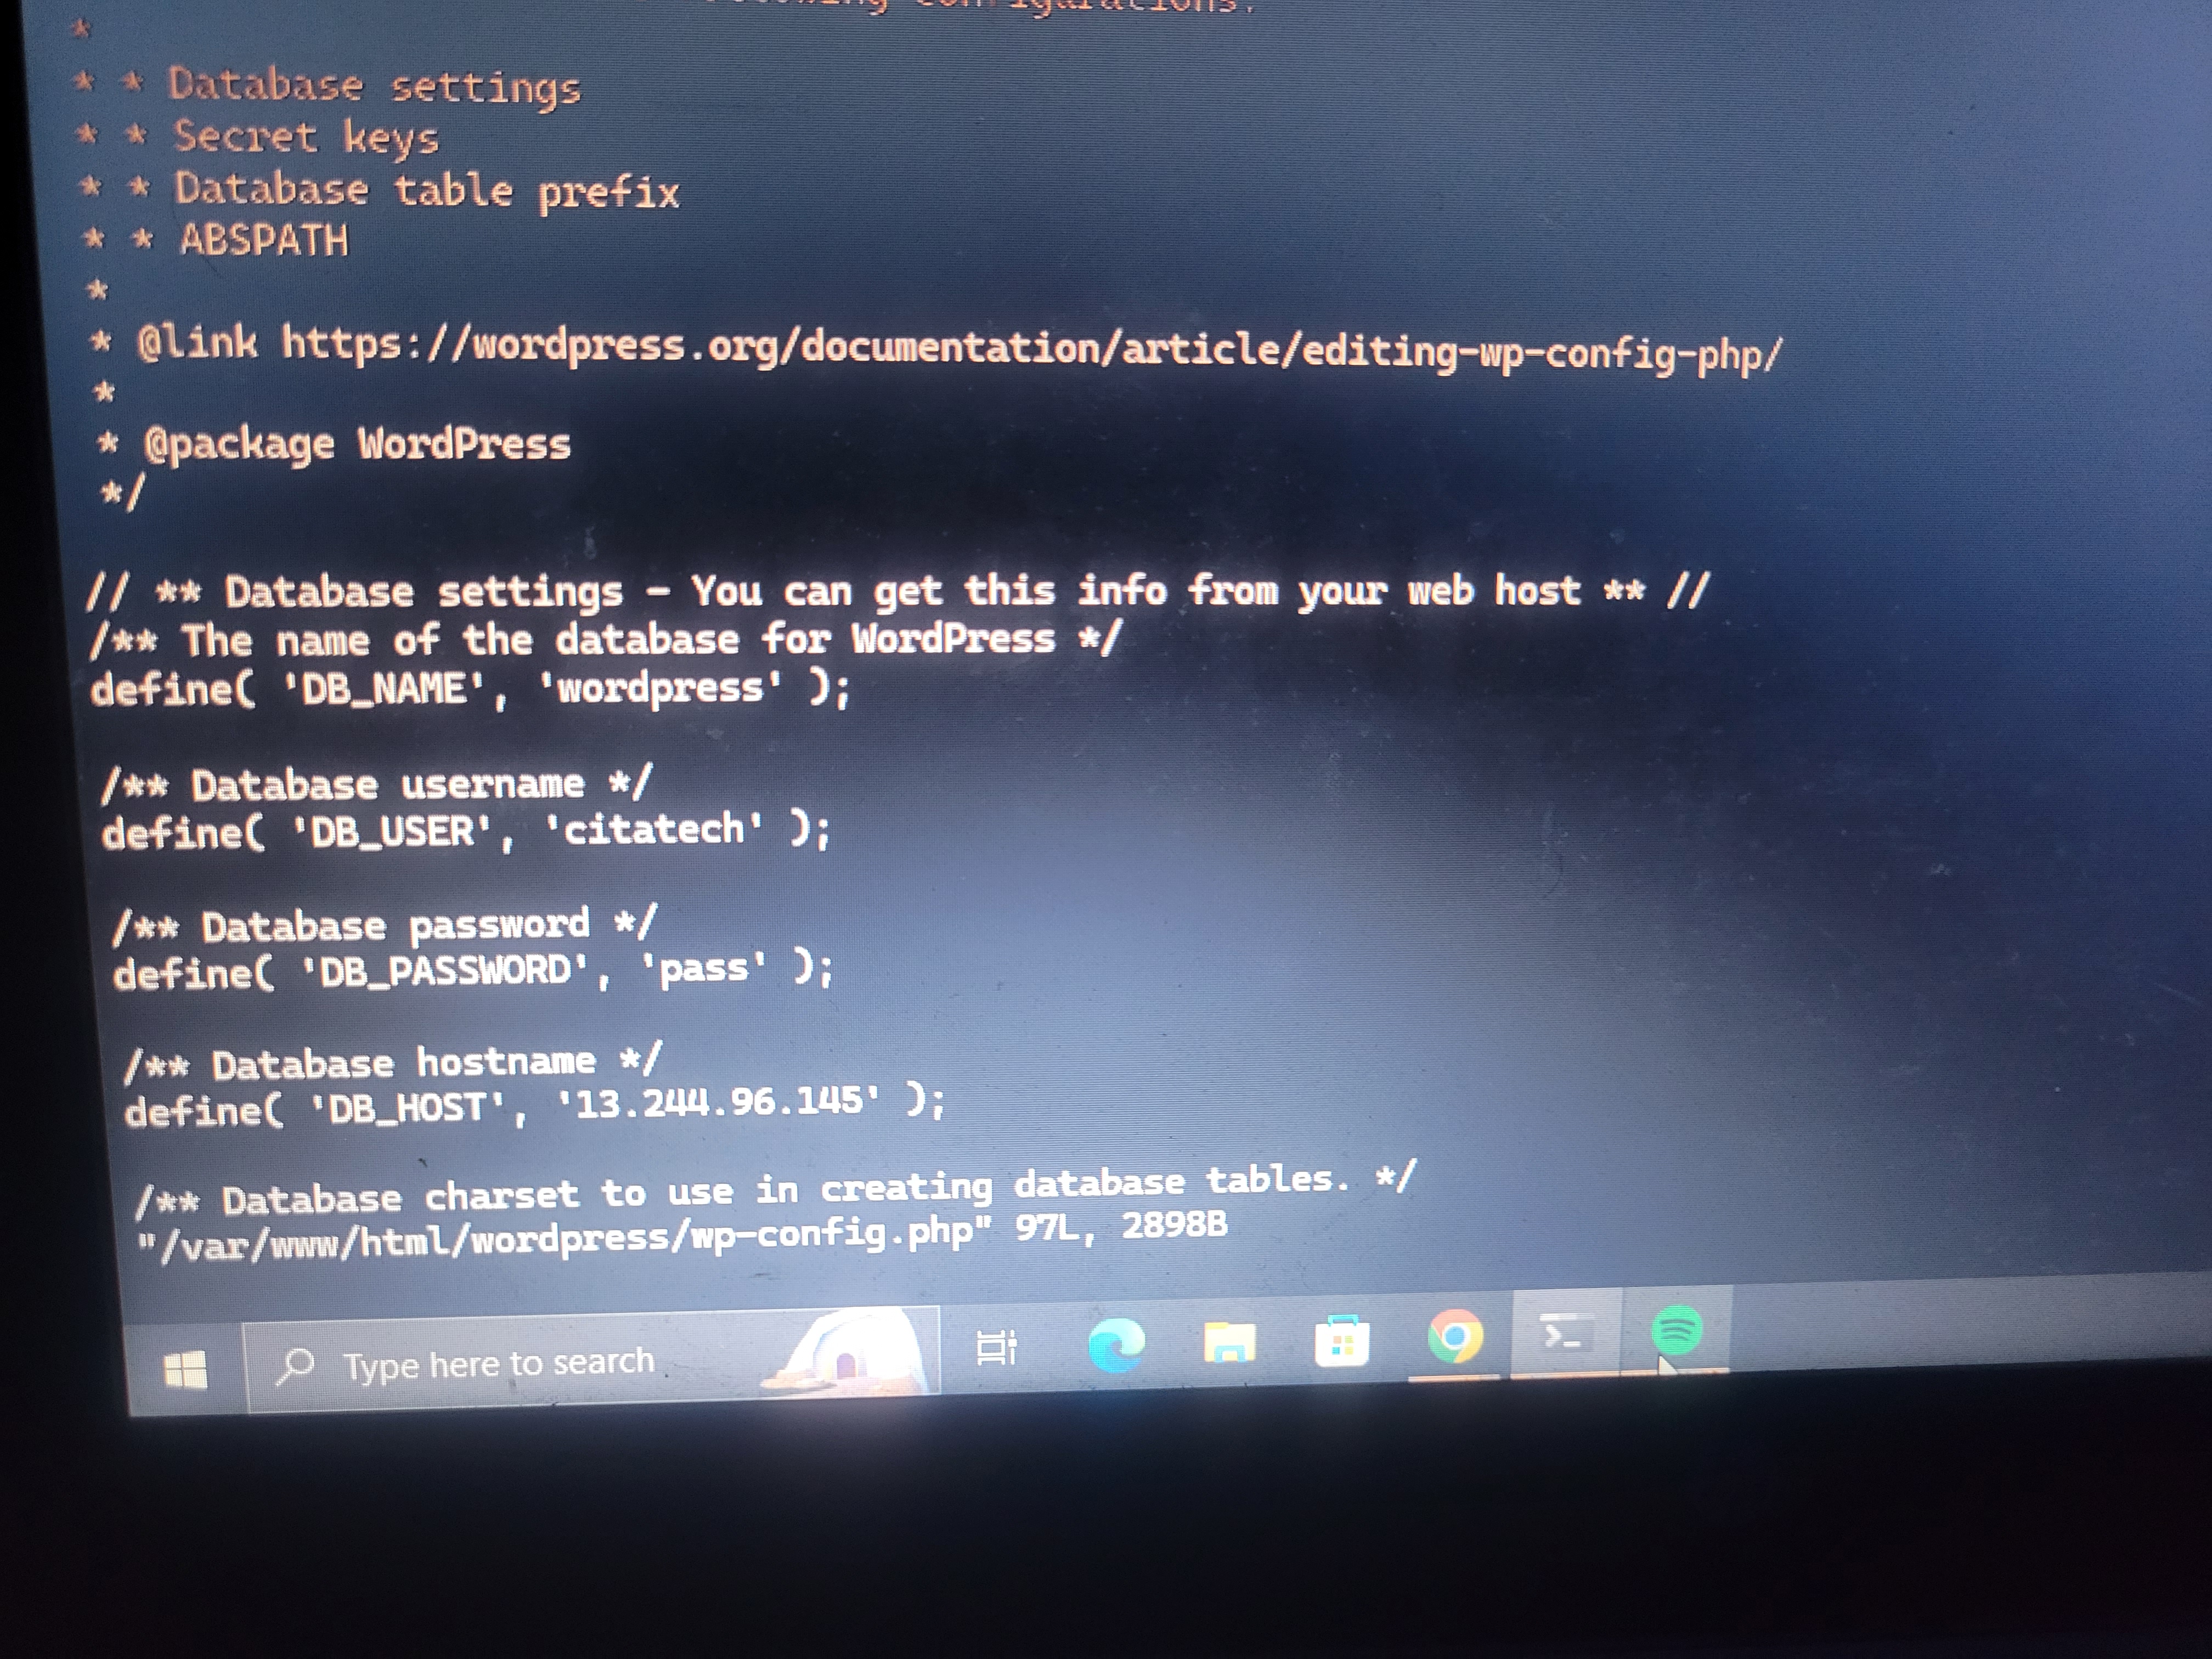 configurations.
*
* * Database settings
* * Secret keys
* * Database table prefix
* * ABSPATH
*
* @link https://wordpress.org/documentation/article/editing-wp-config-php/
*
* @package WordPress
*/
// ** Database settings - You can get this info from your web host ** //
/** The name of the database for WordPress */
define( 'DB_NAME', 'wordpress' );
/** Database username */
define( 'DB_USER', 'citatech' );
/** Database password */
define( 'DB_PASSWORD', 'pass' );
/** Database hostname */
define( 'DB_HOST', '13.244.96.145' );
/** Database charset to use in creating database tables. */
"/var/www/html/wordpress/wp-config.php" 97L, 2898B
Type here to search